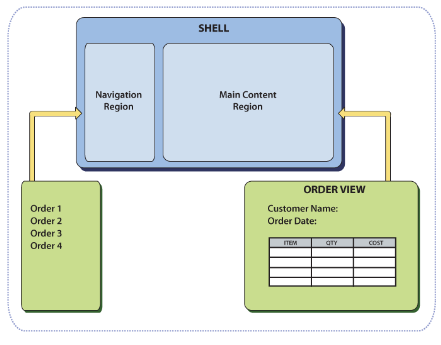 SHELL
Navigation
Region
Main Content
Region
Order 1
Order 2
Order 3
Order 4
ORDER VIEW
Customer Name:
Order Date:
ITEM QTY COST